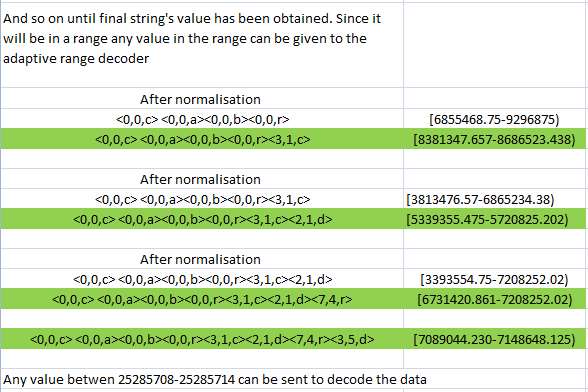 And so on until final string's value has been obtained. Since it
will be in a range any value in the range can be given to the
adaptive range decoder
After normalisation
<0,0,c> <0,0,a><0,0,b><0,0,r> [6855468.75-9296875)
<0,0,c> <0,0,a><0,0,b><0,0,r><3,1,c> [8381347.657-8686523.438)
After normalisation
<0,0,c> <0,0,a><0,0,b><0,0,r><3,1,c> [3813476.57-6865234.38)
<0,0,c> <0,0,a><0,0,b><0,0,r><3,1,c><2,1,d> [5339355.475-5720825.202)
After normalisation
<0,0,c> <0,0,a><0,0,b><0,0,r><3,1,c><2,1,d> [3393554.75-7208252.02)
<0,0,c> <0,0,a><0,0,b><0,0,r><3,1,c><2,1,d><7,4,r> [6731420.861-7208252.02)
<0,0,c> <0,0,a><0,0,b><0,0,r><3,1,c><2,1,d><7,4,r><3,5,d> [7089044.230-7148648.125)
Any value betwen 25285708-25285714 can be sent to decode the data